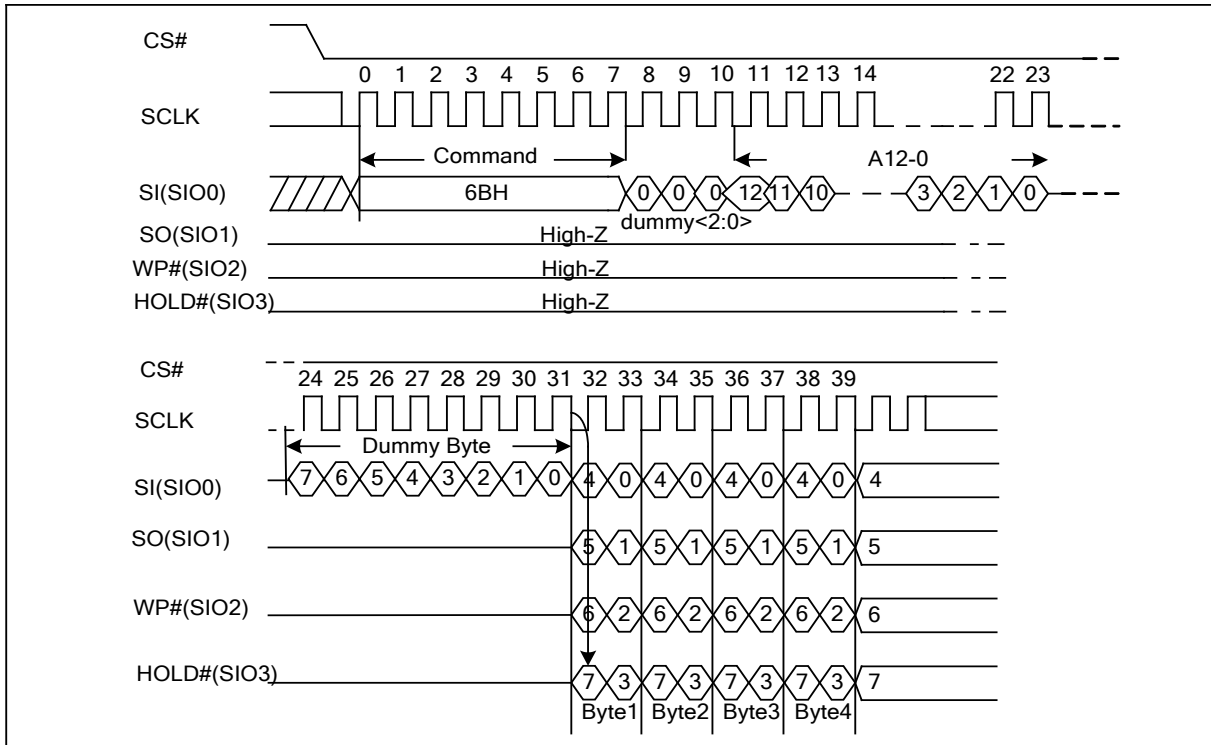 CS#
0 1 2 3 4 5 6 7 8 9 10 11 12 13 14 22 23
SCLK
Command A12-0
SI(SIO0) 6BH 0 0 0 12 11 10 3 2 1 0
dummy<2:0>
SO(SIO1) High-Z
WP#(SIO2) High-Z
HOLD#(SIO3) High-Z
CS#
24 25 26 27 28 29 30 31 32 33 34 35 36 37 38 39
SCLK
Dummy Byte
SI(SIO0) 7 6 5 4 3 2 1 0 4 0 4 0 4 0 4 0 4
SO(SIO1) 5 1 5 1 5 1 5 1 5
WP#(SIO2) 6 2 6 2 6 2 6 2 6
HOLD#(SIO3) 7 3 7 3 7 3 7 3 7
Byte1 Byte2 Byte3 Byte4